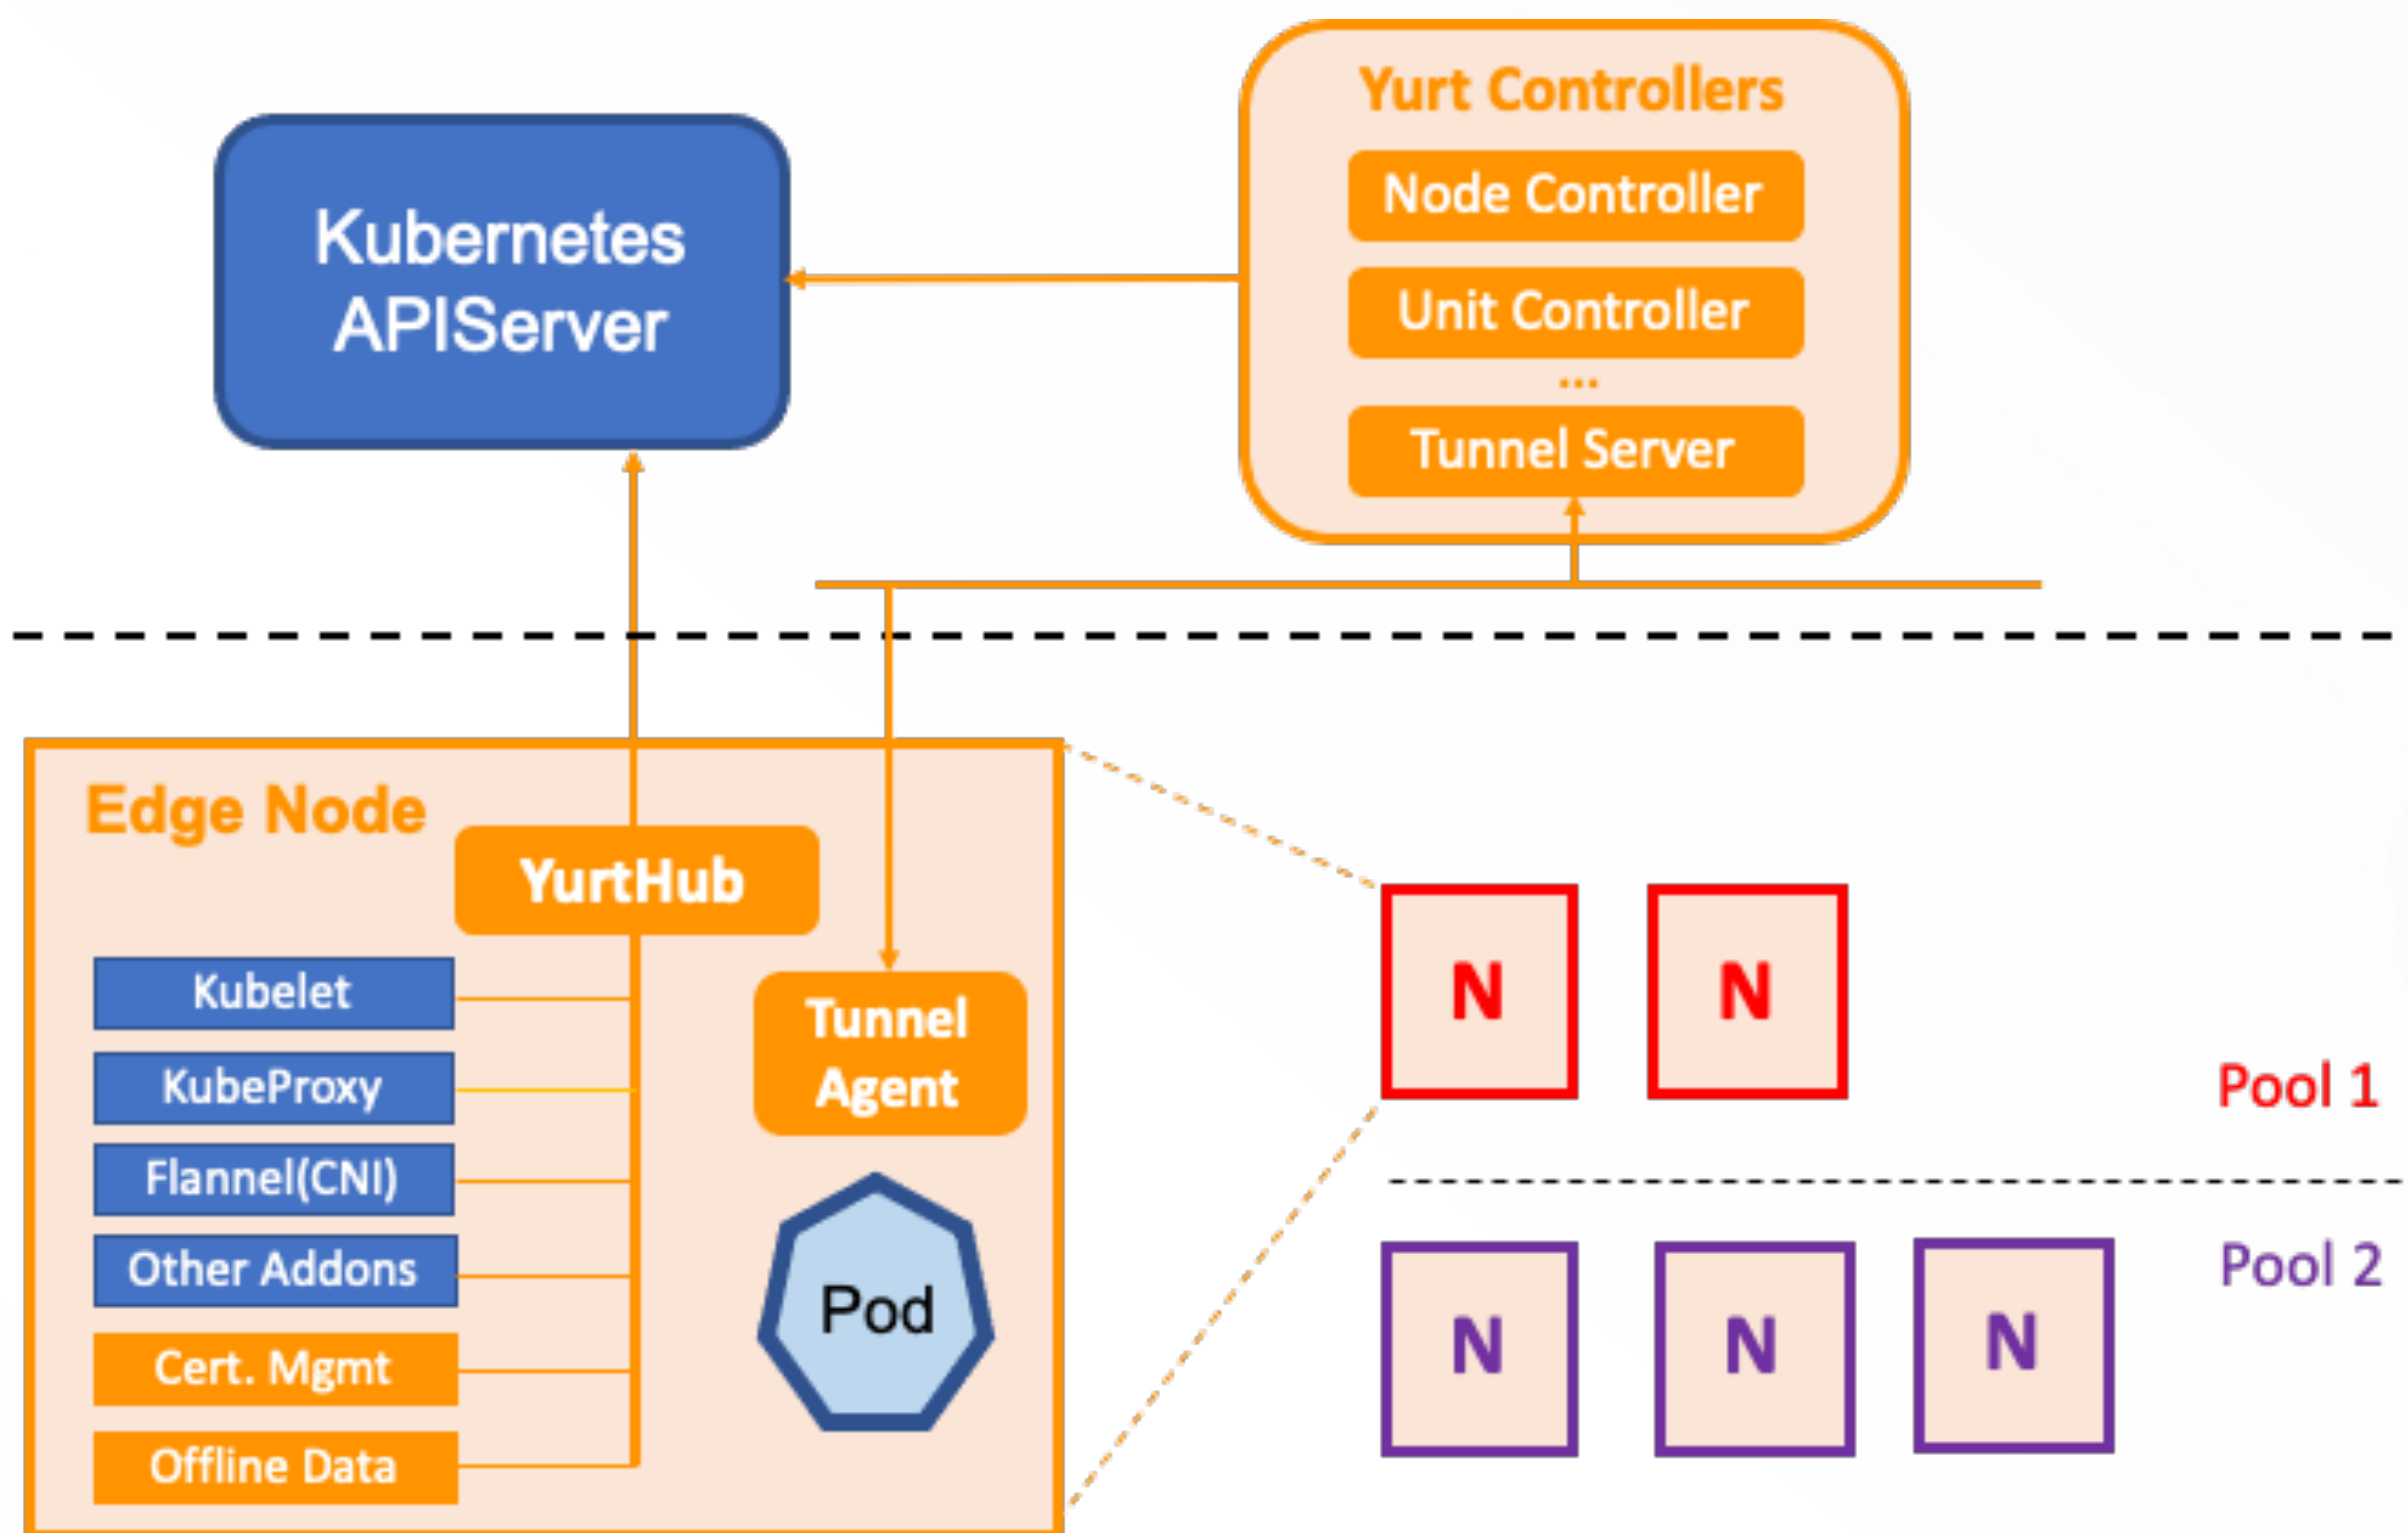 Yurt Controllers
Node Controller
Unit Controller
...
Tunnel Server
Kubernetes
APIServer
Edge Node
YurtHub
Kubelet
KubeProxy
Flannel(CNI)
Other Addons
Cert. Mgmt
Offline Data
Tunnel
Agent
Pod
N
N
Pool 1
N
N
N
Pool 2